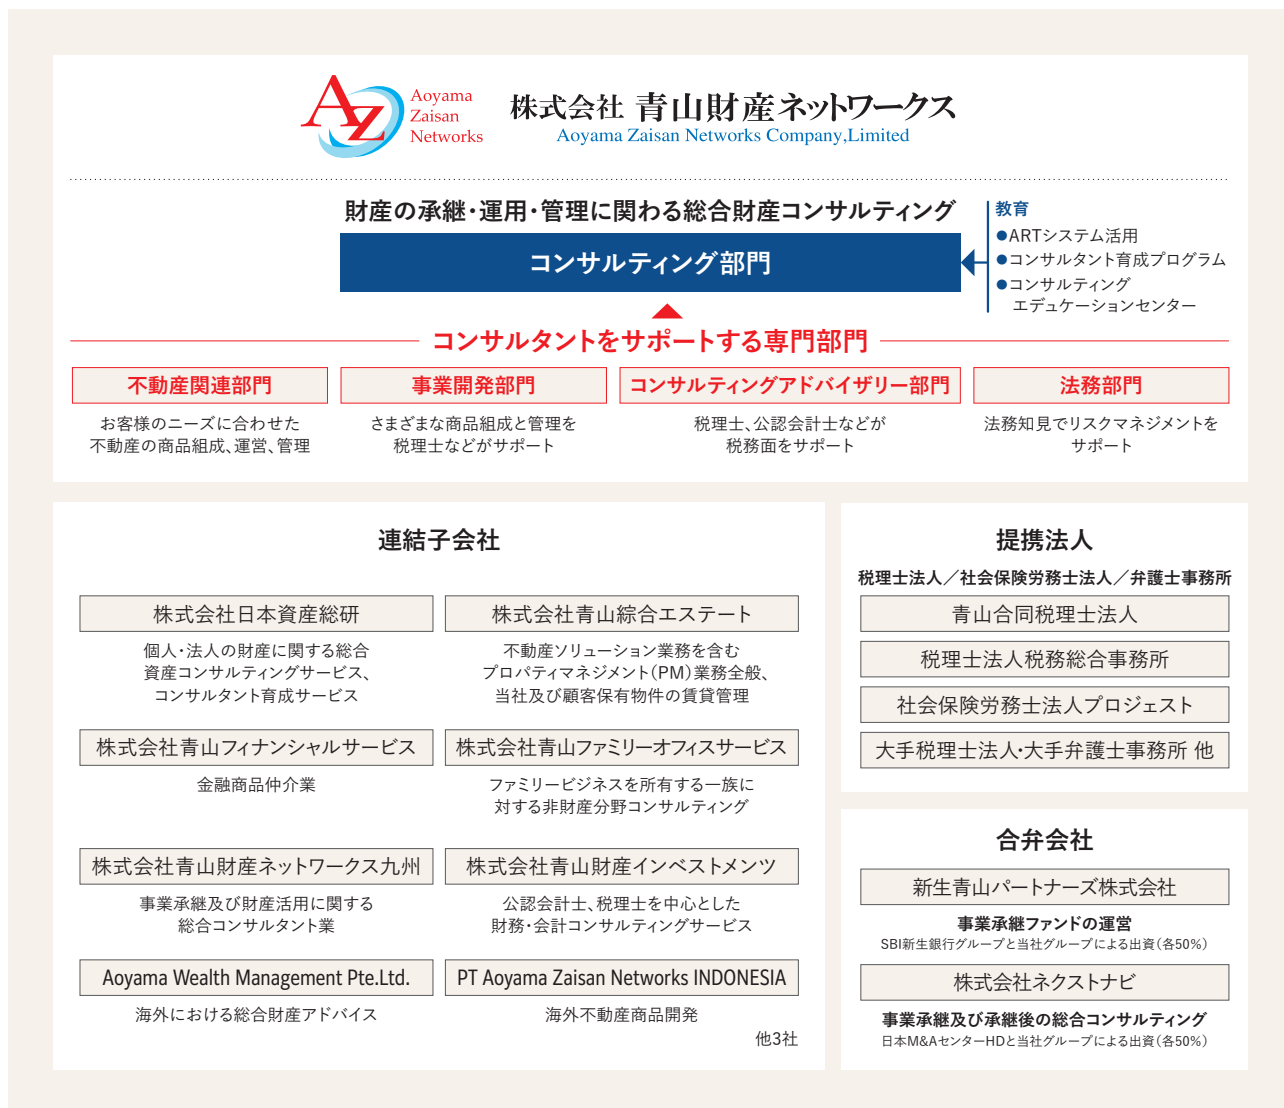 AZ
Aoyama
Zaisan
Networks
株式会社 青山財産ネットワークス
Aoyama Zaisan Networks Company,Limited
財産の承継・運用・管理に関わる総合財産コンサルティング
コンサルティング部門
教育
●ARTシステム活用
●コンサルタント育成プログラム
●コンサルティング
エデュケーションセンター
コンサルタントをサポートする専門部門
不動産関連部門
お客様のニーズに合わせた
不動産の商品組成、運営、管理
事業開発部門
さまざまな商品組成と管理を
税理士などがサポート
コンサルティングアドバイザリー部門
税理士、公認会計士などが
税務面をサポート
法務部門
法務知見でリスクマネジメントを
サポート
連結子会社
株式会社日本資産総研
個人・法人の財産に関する総合
資産コンサルティングサービス、
コンサルタント育成サービス
株式会社青山綜合エステート
不動産ソリューション業務を含む
プロパティマネジメント(PM)業務全般、
当社及び顧客保有物件の賃貸管理
株式会社青山フィナンシャルサービス
金融商品仲介業
株式会社青山ファミリーオフィスサービス
ファミリービジネスを所有する一族に
対する非財産分野コンサルティング
株式会社青山財産ネットワークス九州
事業承継及び財産活用に関する
総合コンサルタント業
株式会社青山財産インベストメンツ
公認会計士、税理士を中心とした
財務・会計コンサルティングサービス
Aoyama Wealth Management Pte.Ltd.
海外における総合財産アドバイス
PT Aoyama Zaisan Networks INDONESIA
海外不動産商品開発
他3社
提携法人
税理士法人／社会保険労務士法人／弁護士事務所
青山合同税理士法人
税理士法人税務総合事務所
社会保険労務士法人プロジェスト
大手税理士法人・大手弁護士事務所 他
合弁会社
新生青山パートナーズ株式会社
事業承継ファンドの運営
SBI新生銀行グループと当社グループによる出資(各50%)
株式会社ネクストナビ
事業承継及び承継後の総合コンサルティング
日本M&AセンターHDと当社グループによる出資(各50%)